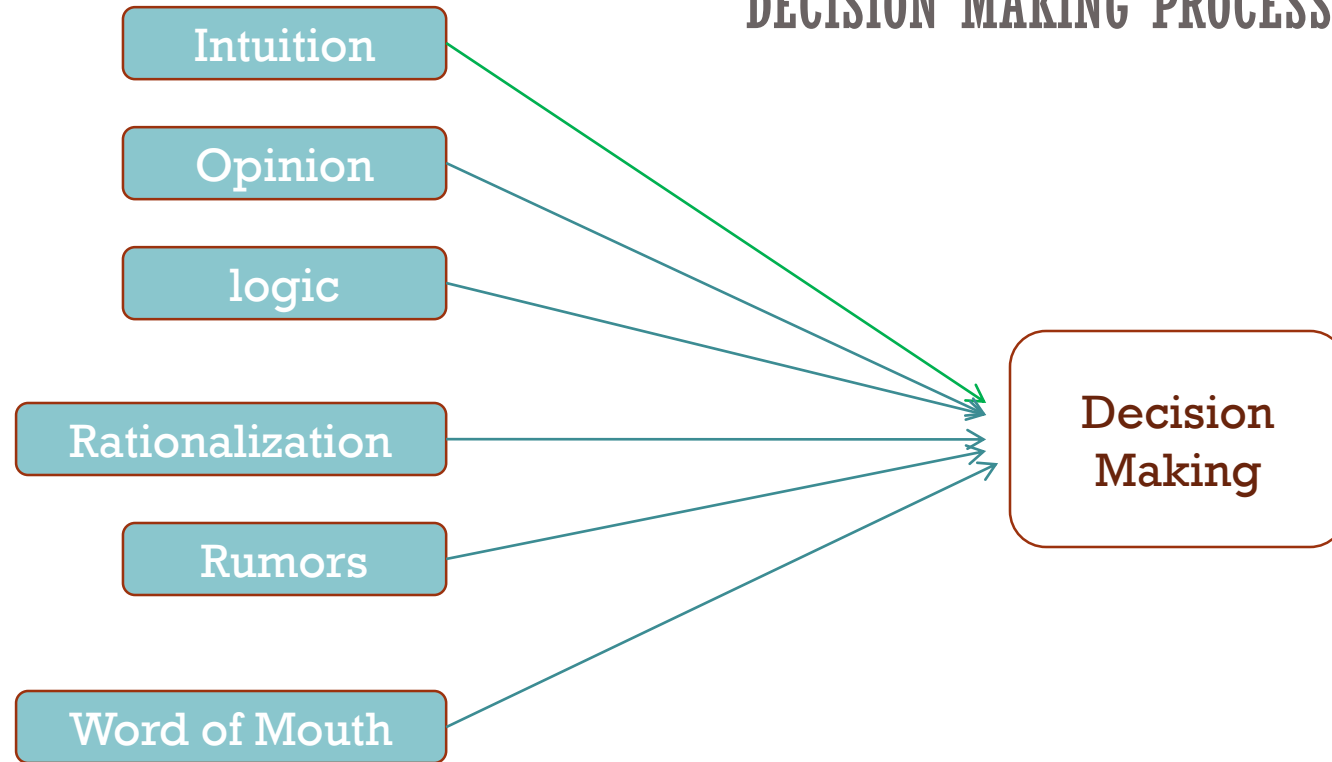 DECISION MAKING PROCESS
Intuition
Opinion
logic
Rationalization
Rumors
Word of Mouth
Decision
Making